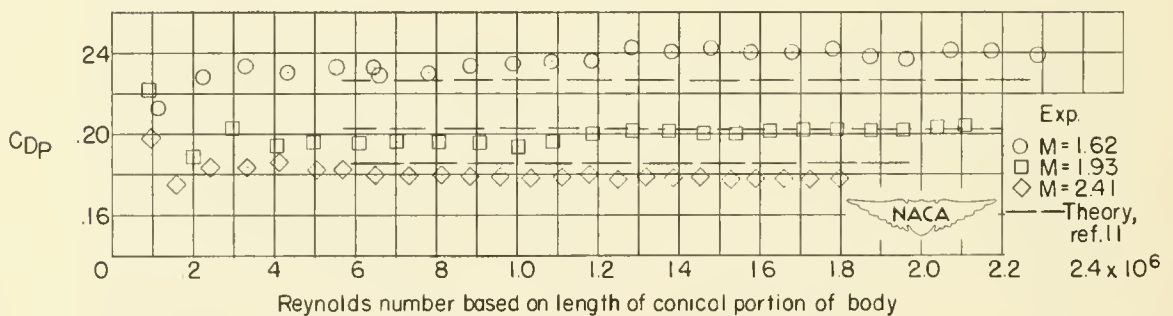 24
CDp .20
.16
0 2 4 6 8 1.0 1.2 1.4 1.6 1.8 2.0 2.2 2.4 x 10⁶
Reynolds number based on length of conical portion of body
Exp.
M = 1.62
M = 1.93
M = 2.41
Theory,
ref. 11
NACA